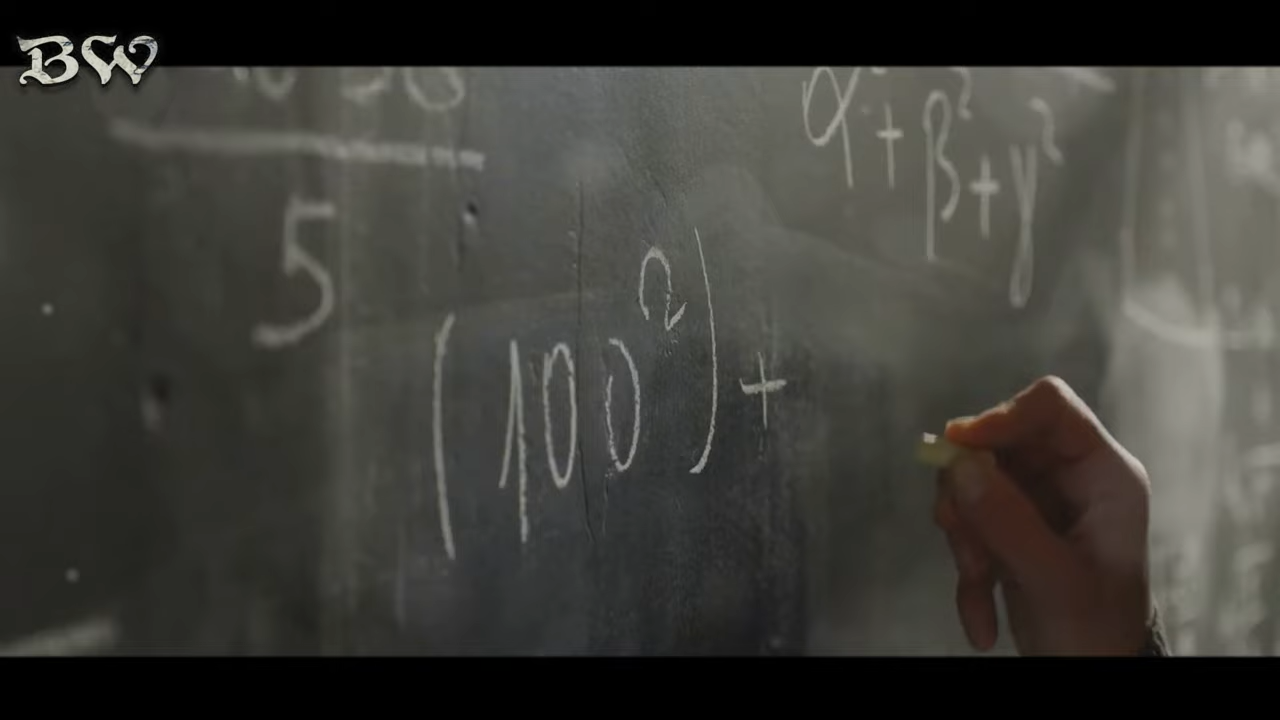 BW
α² + β² + γ²
5
(100²) +